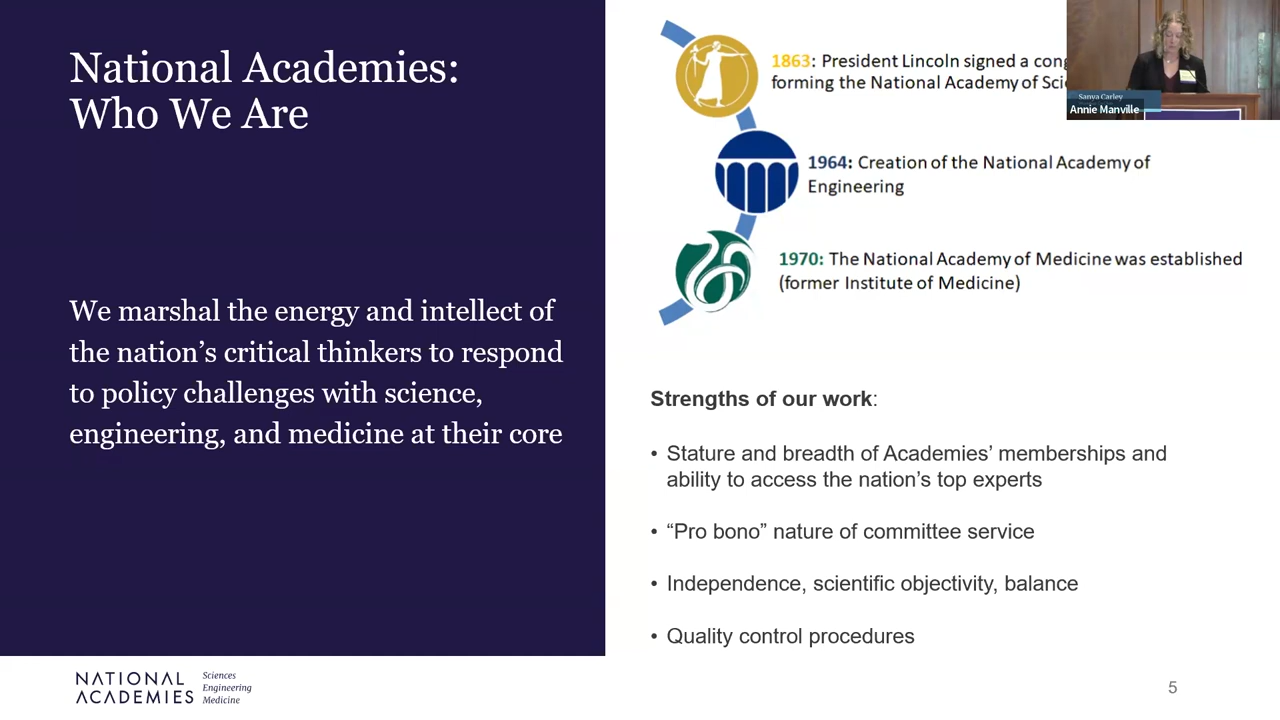 National Academies:
Who We Are
We marshal the energy and intellect of
the nation’s critical thinkers to respond
to policy challenges with science,
engineering, and medicine at their core
1863: President Lincoln signed a
forming the National Academy of
1964: Creation of the National Academy of
Engineering
1970: The National Academy of Medicine was established
(former Institute of Medicine)
Sanya Carley
Annie Manville
Strengths of our work:
• Stature and breadth of Academies’ memberships and
ability to access the nation’s top experts
• “Pro bono” nature of committee service
• Independence, scientific objectivity, balance
• Quality control procedures
NATIONAL
ACADEMIES
Sciences
Engineering
Medicine
5